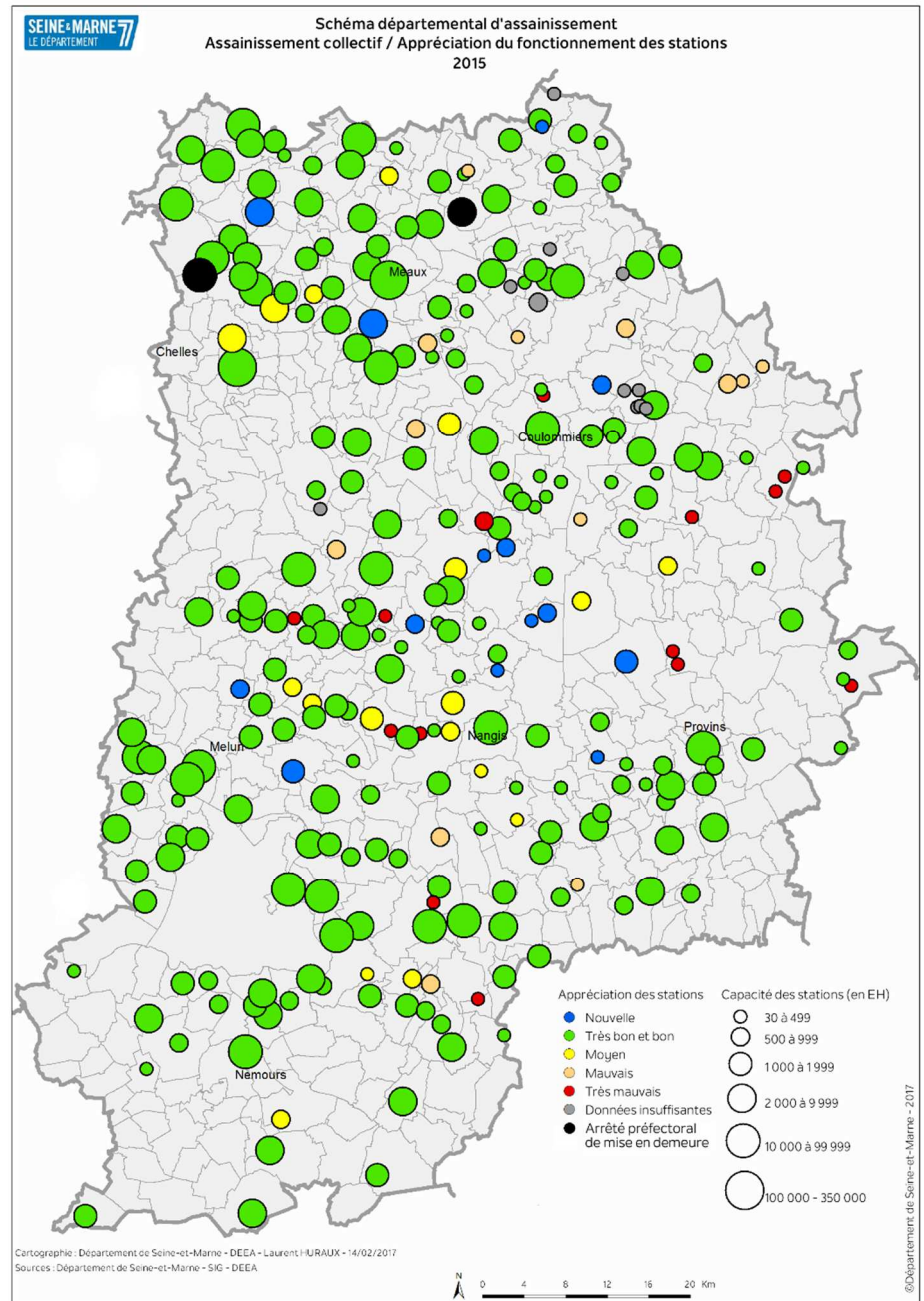 SEINE & MARNE 77
LE DÉPARTEMENT
Schéma départemental d'assainissement
Assainissement collectif / Appréciation du fonctionnement des stations
2015
Meaux
Chelles
Coulommiers
Provins
Nangis
Melun
Nemours
Appréciation des stations
Nouvelle
Très bon et bon
Moyen
Mauvais
Très mauvais
Données insuffisantes
Arrêté préfectoral
de mise en demeure
Capacité des stations (en EH)
30 à 499
500 à 999
1 000 à 1 999
2 000 à 9 999
10 000 à 99 999
100 000 - 350 000
©Département de Seine-et-Marne - 2017
Cartographie : Département de Seine-et-Marne - DEEA - Laurent HURAUX - 14/02/2017
Sources : Département de Seine-et-Marne - SIG - DEEA
N
0 4 8 12 16 20 Km